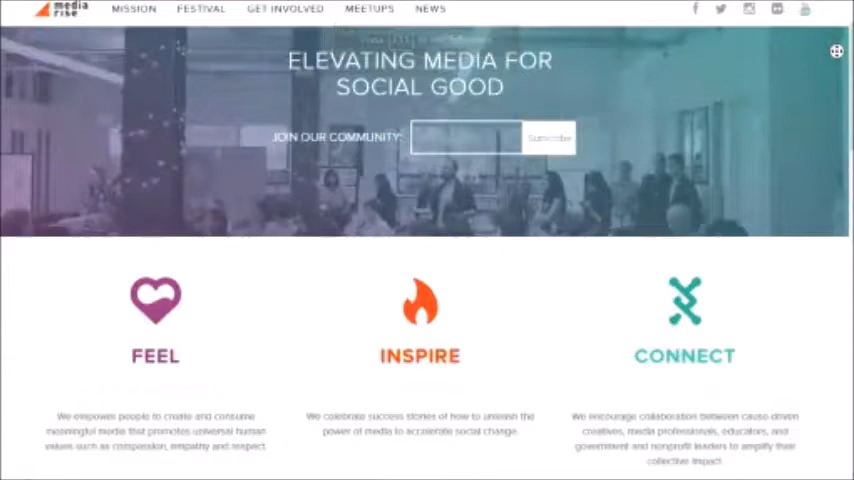 media
rise
MISSION FESTIVAL GET INVOLVED MEETUPS NEWS
ELEVATING MEDIA FOR
SOCIAL GOOD
JOIN OUR COMMUNITY: Subscribe
FEEL
INSPIRE
CONNECT
We empower people to create and consume
meaningful media that promotes universal human
values such as compassion, empathy and respect.
We celebrate success stories of how to unleash the
power of media to accelerate social change.
We encourage collaboration between cause-driven
creatives, media professionals, educators, and
government and nonprofit leaders to amplify their
collective impact.